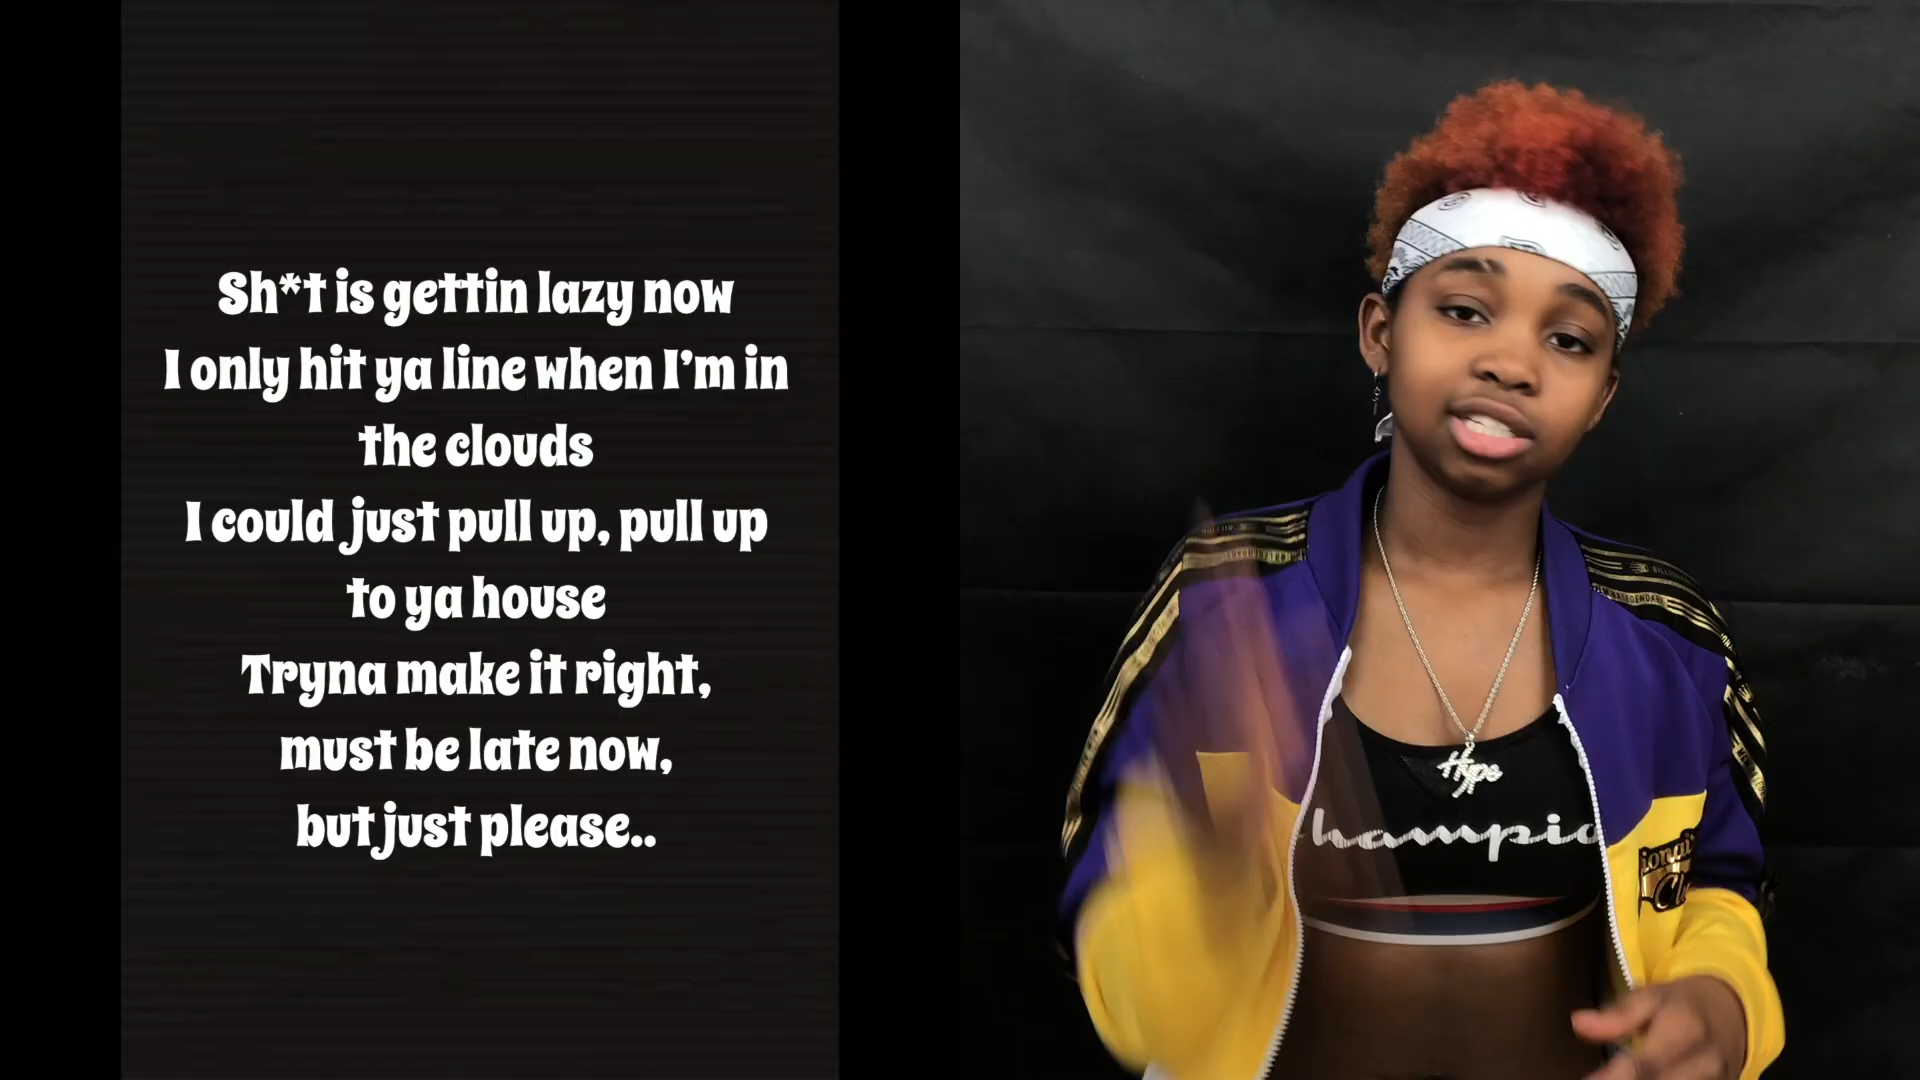 Sh*t is gettin lazy now
I only hit ya line when I'm in
the clouds
I could just pull up, pull up
to ya house
Tryna make it right,
must be late now,
but just please..
Hype
hampio